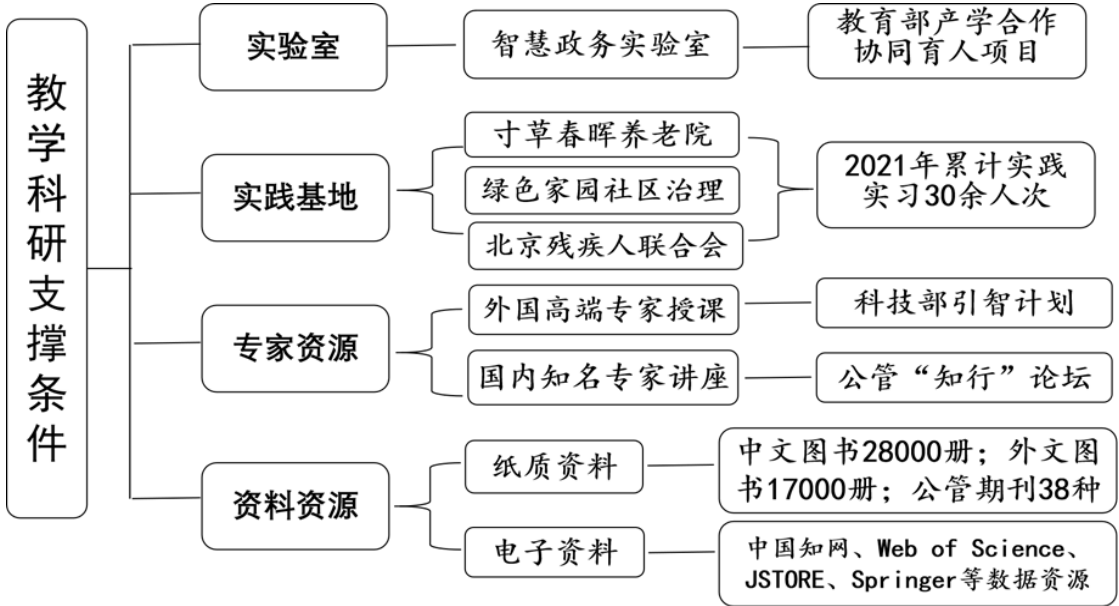 教学科研支撑条件
实验室
智慧政务实验室
教育部产学合作
协同育人项目
实践基地
寸草春晖养老院
绿色家园社区治理
北京残疾人联合会
2021年累计实践
实习30余人次
专家资源
外国高端专家授课
科技部引智计划
国内知名专家讲座
公管“知行”论坛
资料资源
纸质资料
中文图书28000册；外文图
书17000册；公管期刊38种
电子资料
中国知网、Web of Science、
JSTORE、Springer等数据资源